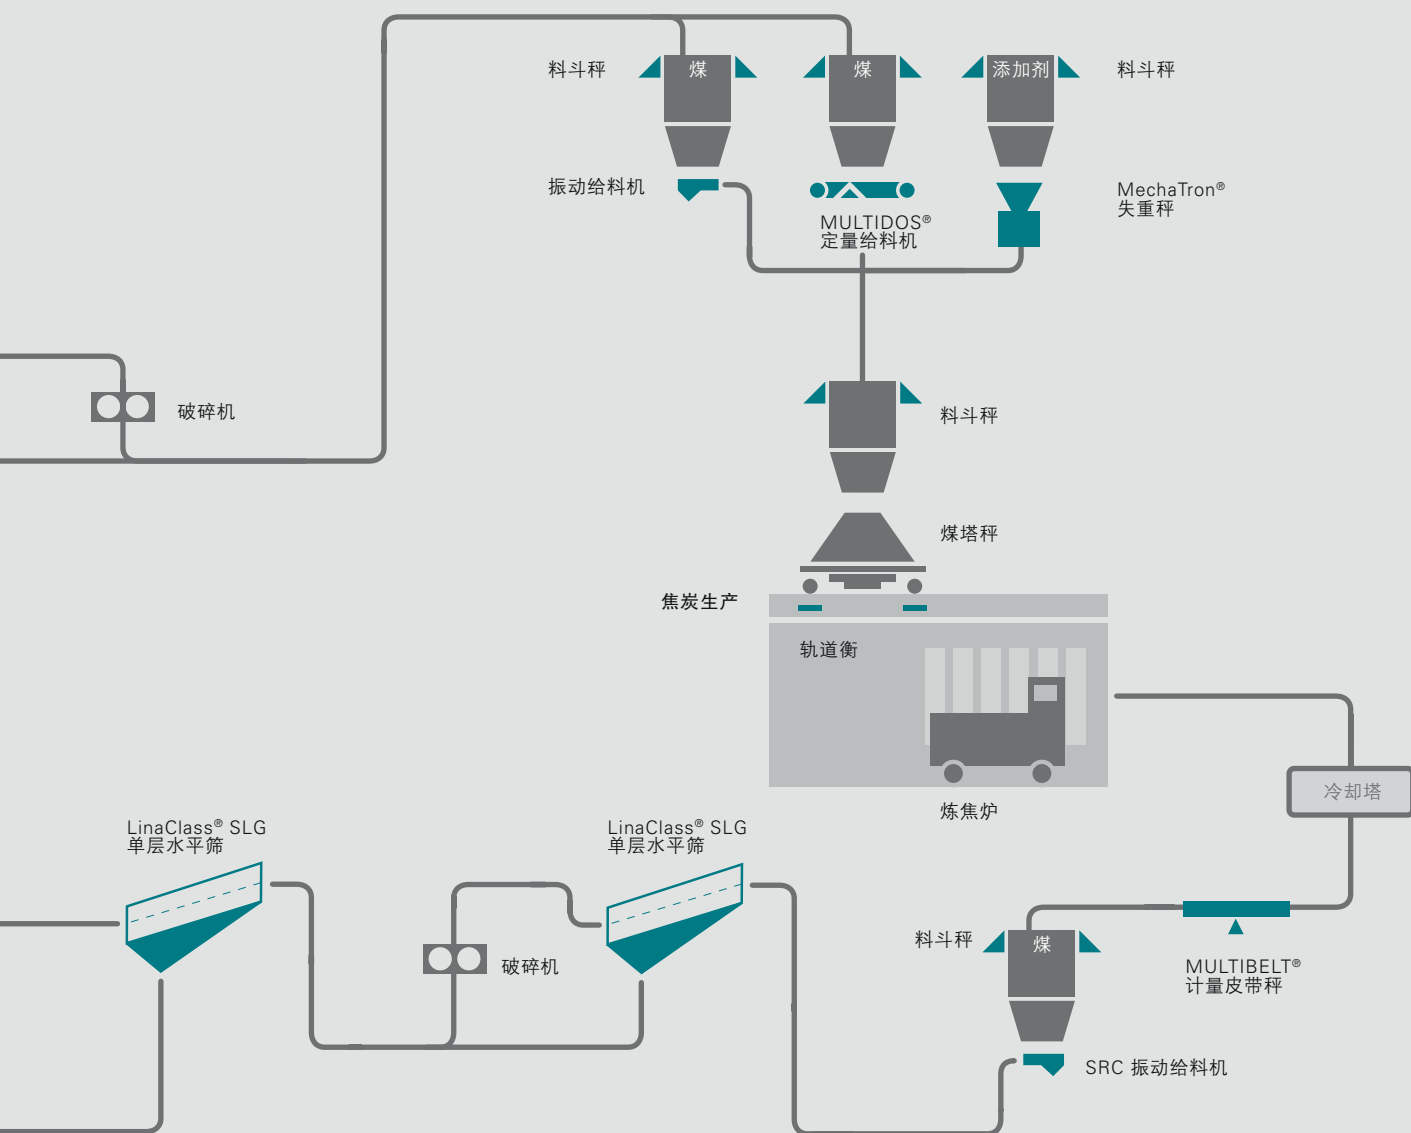 料斗秤
煤
煤
添加剂
料斗秤
振动给料机
MULTIDOS®
定量给料机
MechaTron®
失重秤
破碎机
料斗秤
煤塔秤
焦炭生产
轨道衡
炼焦炉
冷却塔
LinaClass® SLG
单层水平筛
LinaClass® SLG
单层水平筛
破碎机
料斗秤
煤
MULTIBELT®
计量皮带秤
SRC 振动给料机